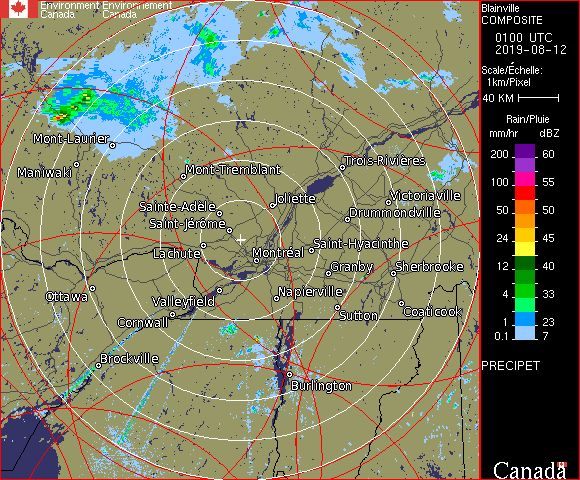 Environment Environnement
Canada Canada
Blainville
COMPOSITE
0100 UTC
2019-08-12
Scale/Échelle:
1km/Pixel
40 KM
Rain/Pluie
mm/hr dBZ
200 60
100 55
50 50
24 45
12 40
4 33
1 23
0.1 7
PRECIPET
Canada
Mont-Laurier
Maniwaki
Mont-Tremblant
Trois-Rivières
Sainte-Adèle
Joliette
Victoriaville
Saint-Jérôme
Drummondville
Lachute
Montréal
Saint-Hyacinthe
Granby
Sherbrooke
Ottawa
Valleyfield
Napierville
Cornwall
Sutton
Coaticook
Brockville
Burlington